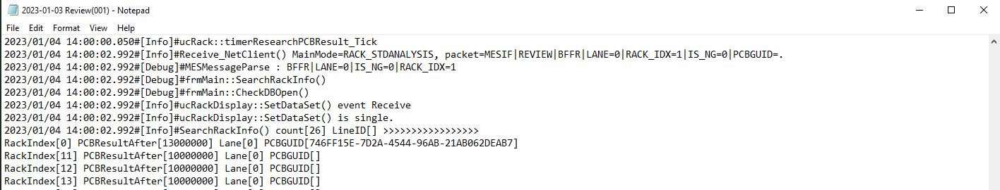 2023-01-03 Review(001) - Notepad
File Edit Format View Help
2023/01/04 14:00:00.050#[Info]#ucRack::timerResearchPCBResult_Tick
2023/01/04 14:00:02.992#[Info]#Receive_NetClient() MainMode=RACK_STDANALYSIS, packet=MESIF|REVIEW|BFFR|LANE=0|RACK_IDX=1|IS_NG=0|PCBGUID=.
2023/01/04 14:00:02.992#[Debug]#MESMessageParse : BFFR|LANE=0|IS_NG=0|RACK_IDX=1
2023/01/04 14:00:02.992#[Debug]#frmMain::SearchRackInfo()
2023/01/04 14:00:02.992#[Debug]#frmMain::CheckDBOpen()
2023/01/04 14:00:02.992#[Info]#ucRackDisplay::SetDataSet() event Receive
2023/01/04 14:00:02.992#[Info]#ucRackDisplay::SetDataSet() is single.
2023/01/04 14:00:02.992#[Info]#SearchRackInfo() count[26] LineID[] >>>>>>>>>>>>>>>>>
RackIndex[0] PCBResultAfter[13000000] Lane[0] PCBGUID[746FF15E-7D2A-4544-96AB-21AB062DEAB7]
RackIndex[11] PCBResultAfter[10000000] Lane[0] PCBGUID[]
RackIndex[12] PCBResultAfter[10000000] Lane[0] PCBGUID[]
RackIndex[13] PCBResultAfter[10000000] Lane[0] PCBGUID[]